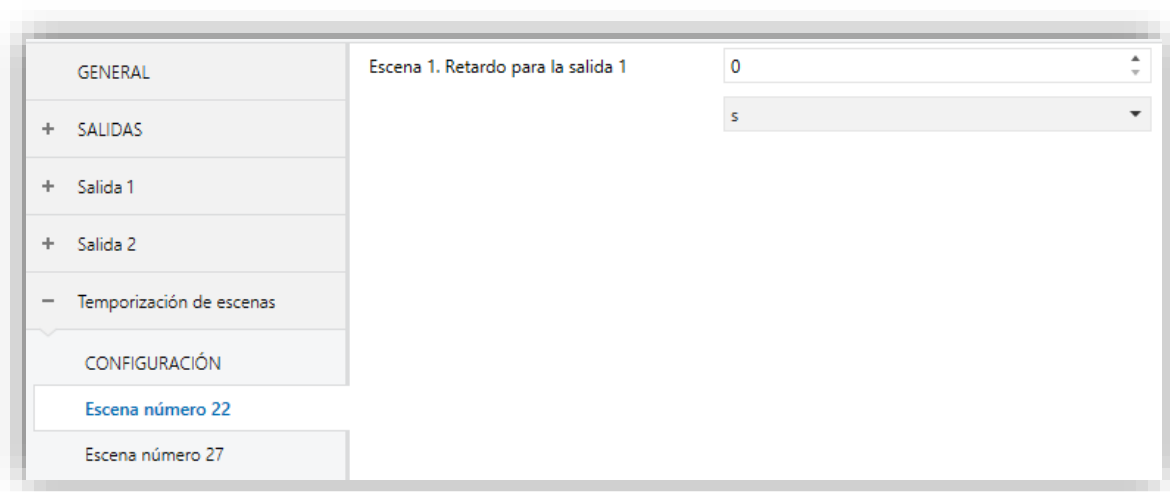 GENERAL
+ SALIDAS
+ Salida 1
+ Salida 2
− Temporización de escenas
CONFIGURACIÓN
Escena número 22
Escena número 27
Escena 1. Retardo para la salida 1
0
s